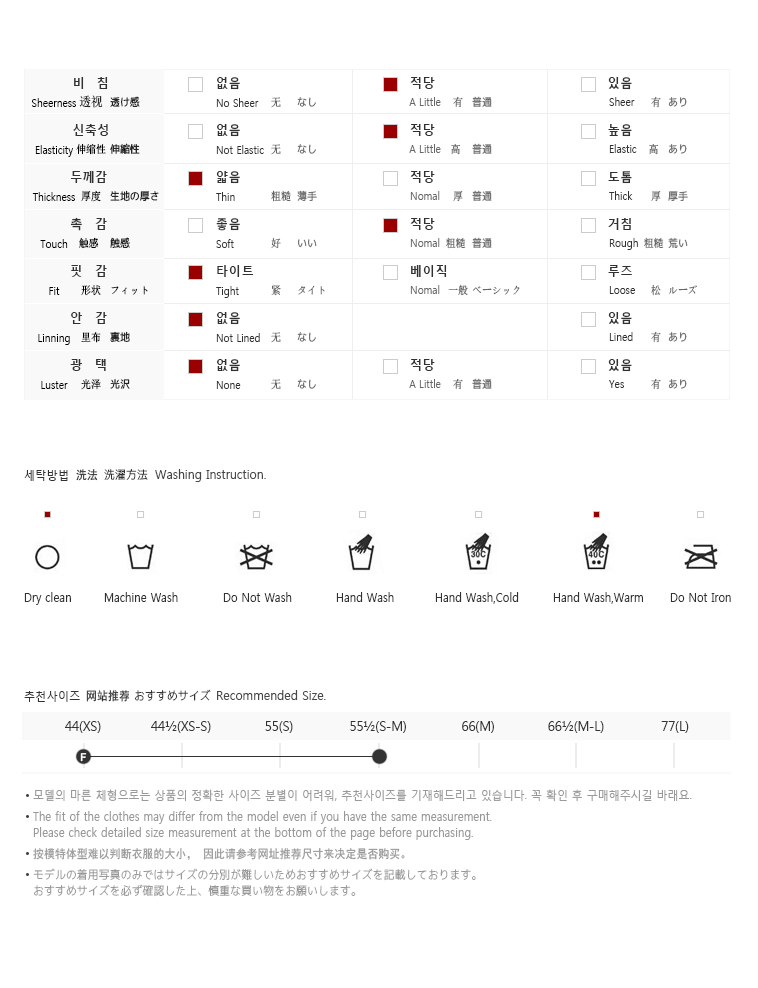 비 침 없음 적당 있음
Sheerness 透视 透け感 No Sheer 无 なし A Little 有 普通 Sheer 有 あり
신축성 없음 적당 높음
Elasticity 伸缩性 伸縮性 Not Elastic 无 なし A Little 高 普通 Elastic 高 あり
두께감 얇음 적당 도톰
Thickness 厚度 生地の厚さ Thin 粗糙 薄手 Nomal 厚 普通 Thick 厚 厚手
촉 감 좋음 적당 거침
Touch 触感 触感 Soft 好 いい Nomal 粗糙 普通 Rough 粗糙 荒い
핏 감 타이트 베이직 루즈
Fit 形状 フィット Tight 紧 タイト Nomal 一般 ベーシック Loose 松 ルーズ
안 감 없음 있음
Linning 里布 裏地 Not Lined 无 なし Lined 有 あり
광 택 없음 적당 있음
Luster 光泽 光沢 None 无 なし A Little 有 普通 Yes 有 あり
세탁방법 洗法 洗濯方法 Washing Instruction.
30C 40C
Dry clean Machine Wash Do Not Wash Hand Wash Hand Wash,Cold Hand Wash,Warm Do Not Iron
추천사이즈 网站推荐 おすすめサイズ Recommended Size.
44(XS) 44½(XS-S) 55(S) 55½(S-M) 66(M) 66½(M-L) 77(L)
F
• 모델의 마른 체형으로는 상품의 정확한 사이즈 분별이 어려워, 추천사이즈를 기재해드리고 있습니다. 꼭 확인 후 구매해주시길 바래요.
• The fit of the clothes may differ from the model even if you have the same measurement.
Please check detailed size measurement at the bottom of the page before purchasing.
• 按模特体型难以判断衣服的大小， 因此请参考网址推荐尺寸来决定是否购买。
• モデルの着用写真のみではサイズの分別が難しいためおすすめサイズを記載しております。
おすすめサイズを必ず確認した上、慎重な買い物をお願いします。